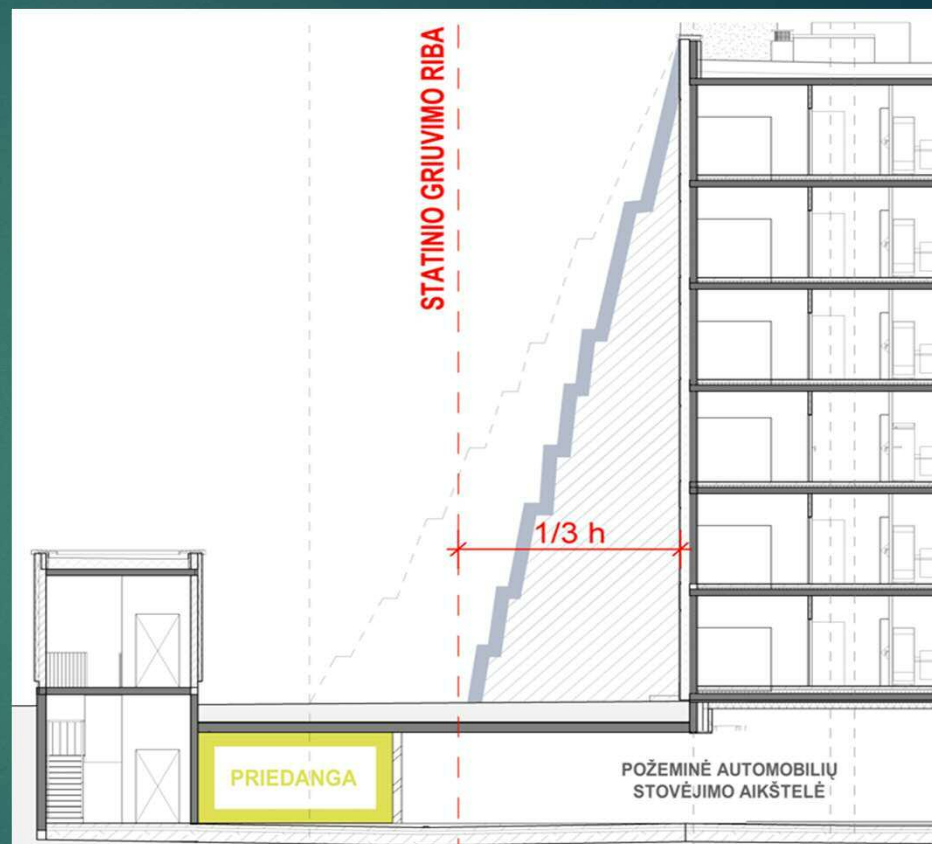 STATINIO GRIUVIMO RIBA
1/3 h
PRIEDANGA
POŽEMINĖ AUTOMOBILIŲ
STOVĖJIMO AIKŠTELĖ